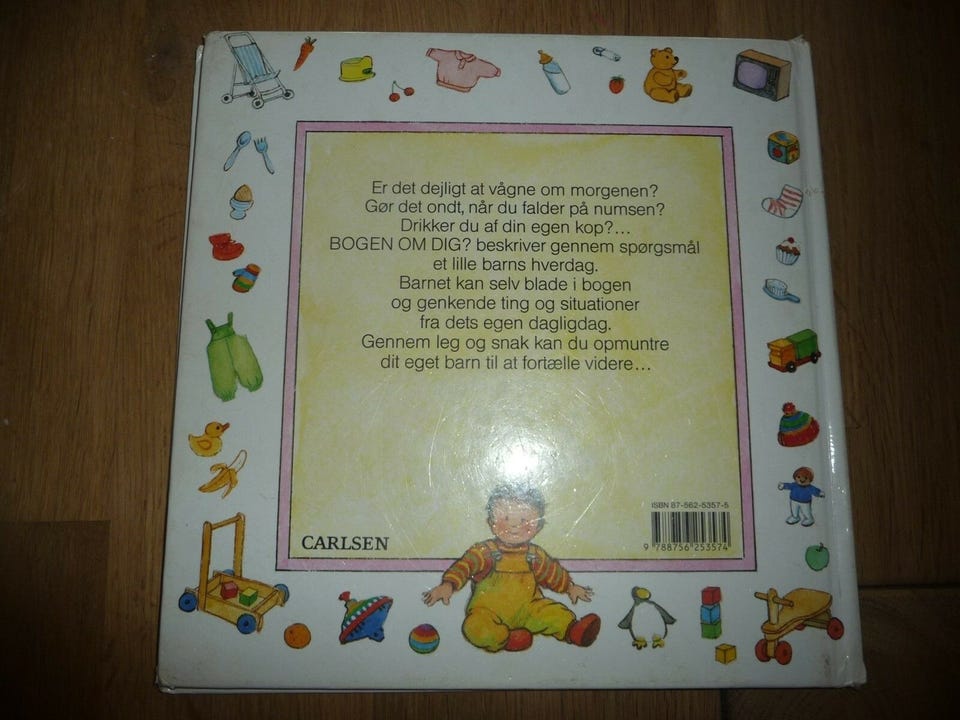 Er det dejligt at vågne om morgenen?
Gør det ondt, når du falder på numsen?
Drikker du af din egen kop?...
BOGEN OM DIG? beskriver gennem spørgsmål
et lille barns hverdag.
Barnet kan selv blade i bogen
og genkende ting og situationer
fra dets egen dagligdag.
Gennem leg og snak kan du opmuntre
dit eget barn til at fortælle videre...
ISBN 87-562-5357-5
CARLSEN
9 788756 253574